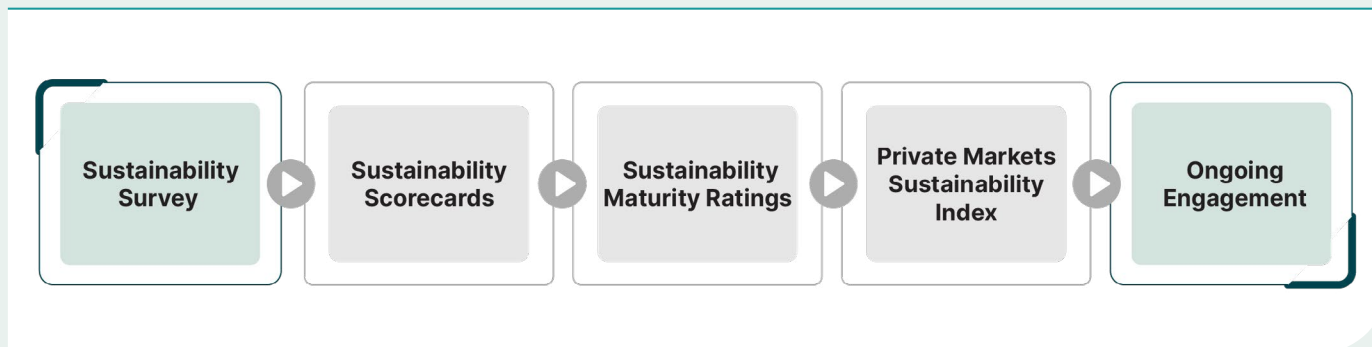 Sustainability
Survey
Sustainability
Scorecards
Sustainability
Maturity Ratings
Private Markets
Sustainability
Index
Ongoing
Engagement